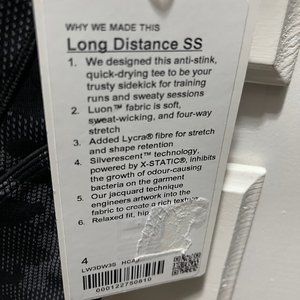 WHY WE MADE THIS
Long Distance SS
1. We designed this anti-stink,
quick-drying tee to be your
trusty sidekick for training
runs and sweaty sessions
2. Luon™ fabric is soft,
sweat-wicking, and four-way
stretch
3. Added Lycra® fibre for stretch
and shape retention
4. Silverescent™ technology,
powered by X-STATIC®, inhibits
the growth of odour-causing
bacteria on the garment
5. Our jacquard technique
engineers artwork into the
fabric to create a rich
6. Relaxed fit, hip
4
LW3DW3S
000122750810